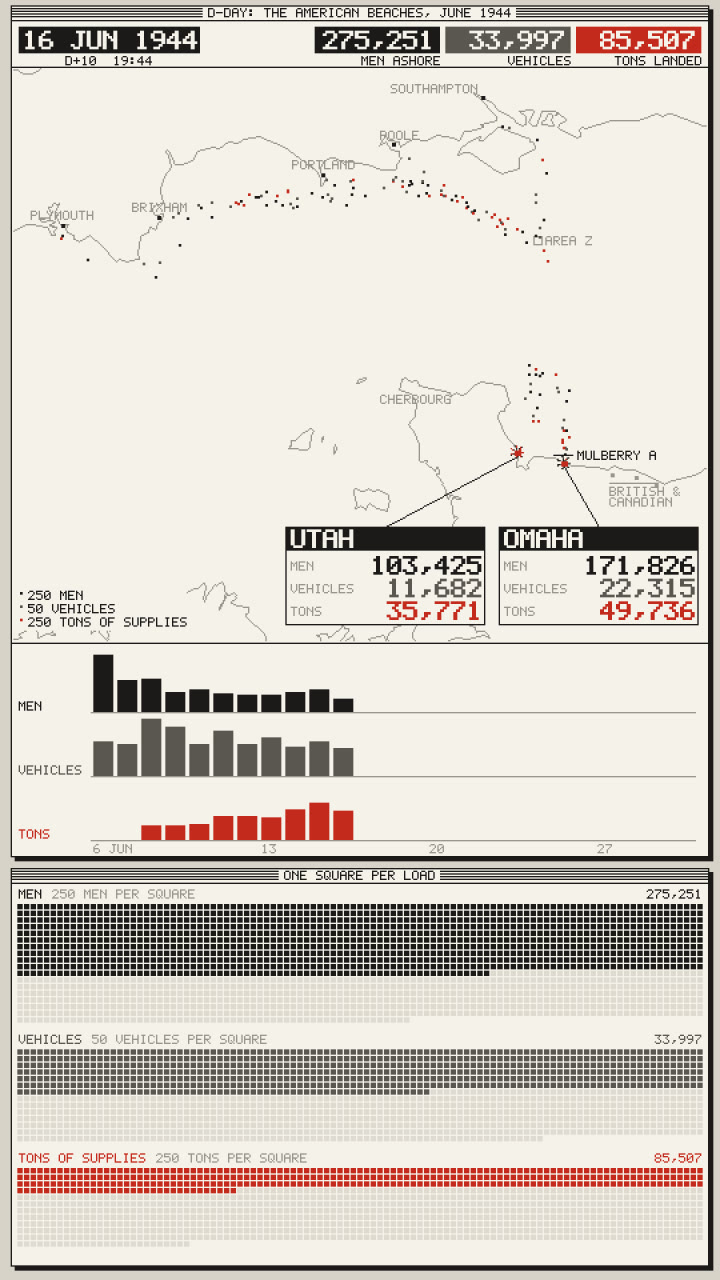 D-DAY: THE AMERICAN BEACHES, JUNE 1944
16 JUN 1944
275,251
33,997
85,507
D+10 19:44
MEN ASHORE
VEHICLES
TONS LANDED
SOUTHAMPTON
POOLE
PORTLAND
BRIXHAM
PLYMOUTH
AREA Z
CHERBOURG
MULBERRY A
BRITISH &
CANADIAN
UTAH
MEN 103,425
VEHICLES 11,682
TONS 35,771
OMAHA
MEN 171,826
VEHICLES 22,315
TONS 49,736
250 MEN
50 VEHICLES
250 TONS OF SUPPLIES
MEN
VEHICLES
TONS
6 JUN 13 20 27
ONE SQUARE PER LOAD
MEN 250 MEN PER SQUARE 275,251
VEHICLES 50 VEHICLES PER SQUARE 33,997
TONS OF SUPPLIES 250 TONS PER SQUARE 85,507